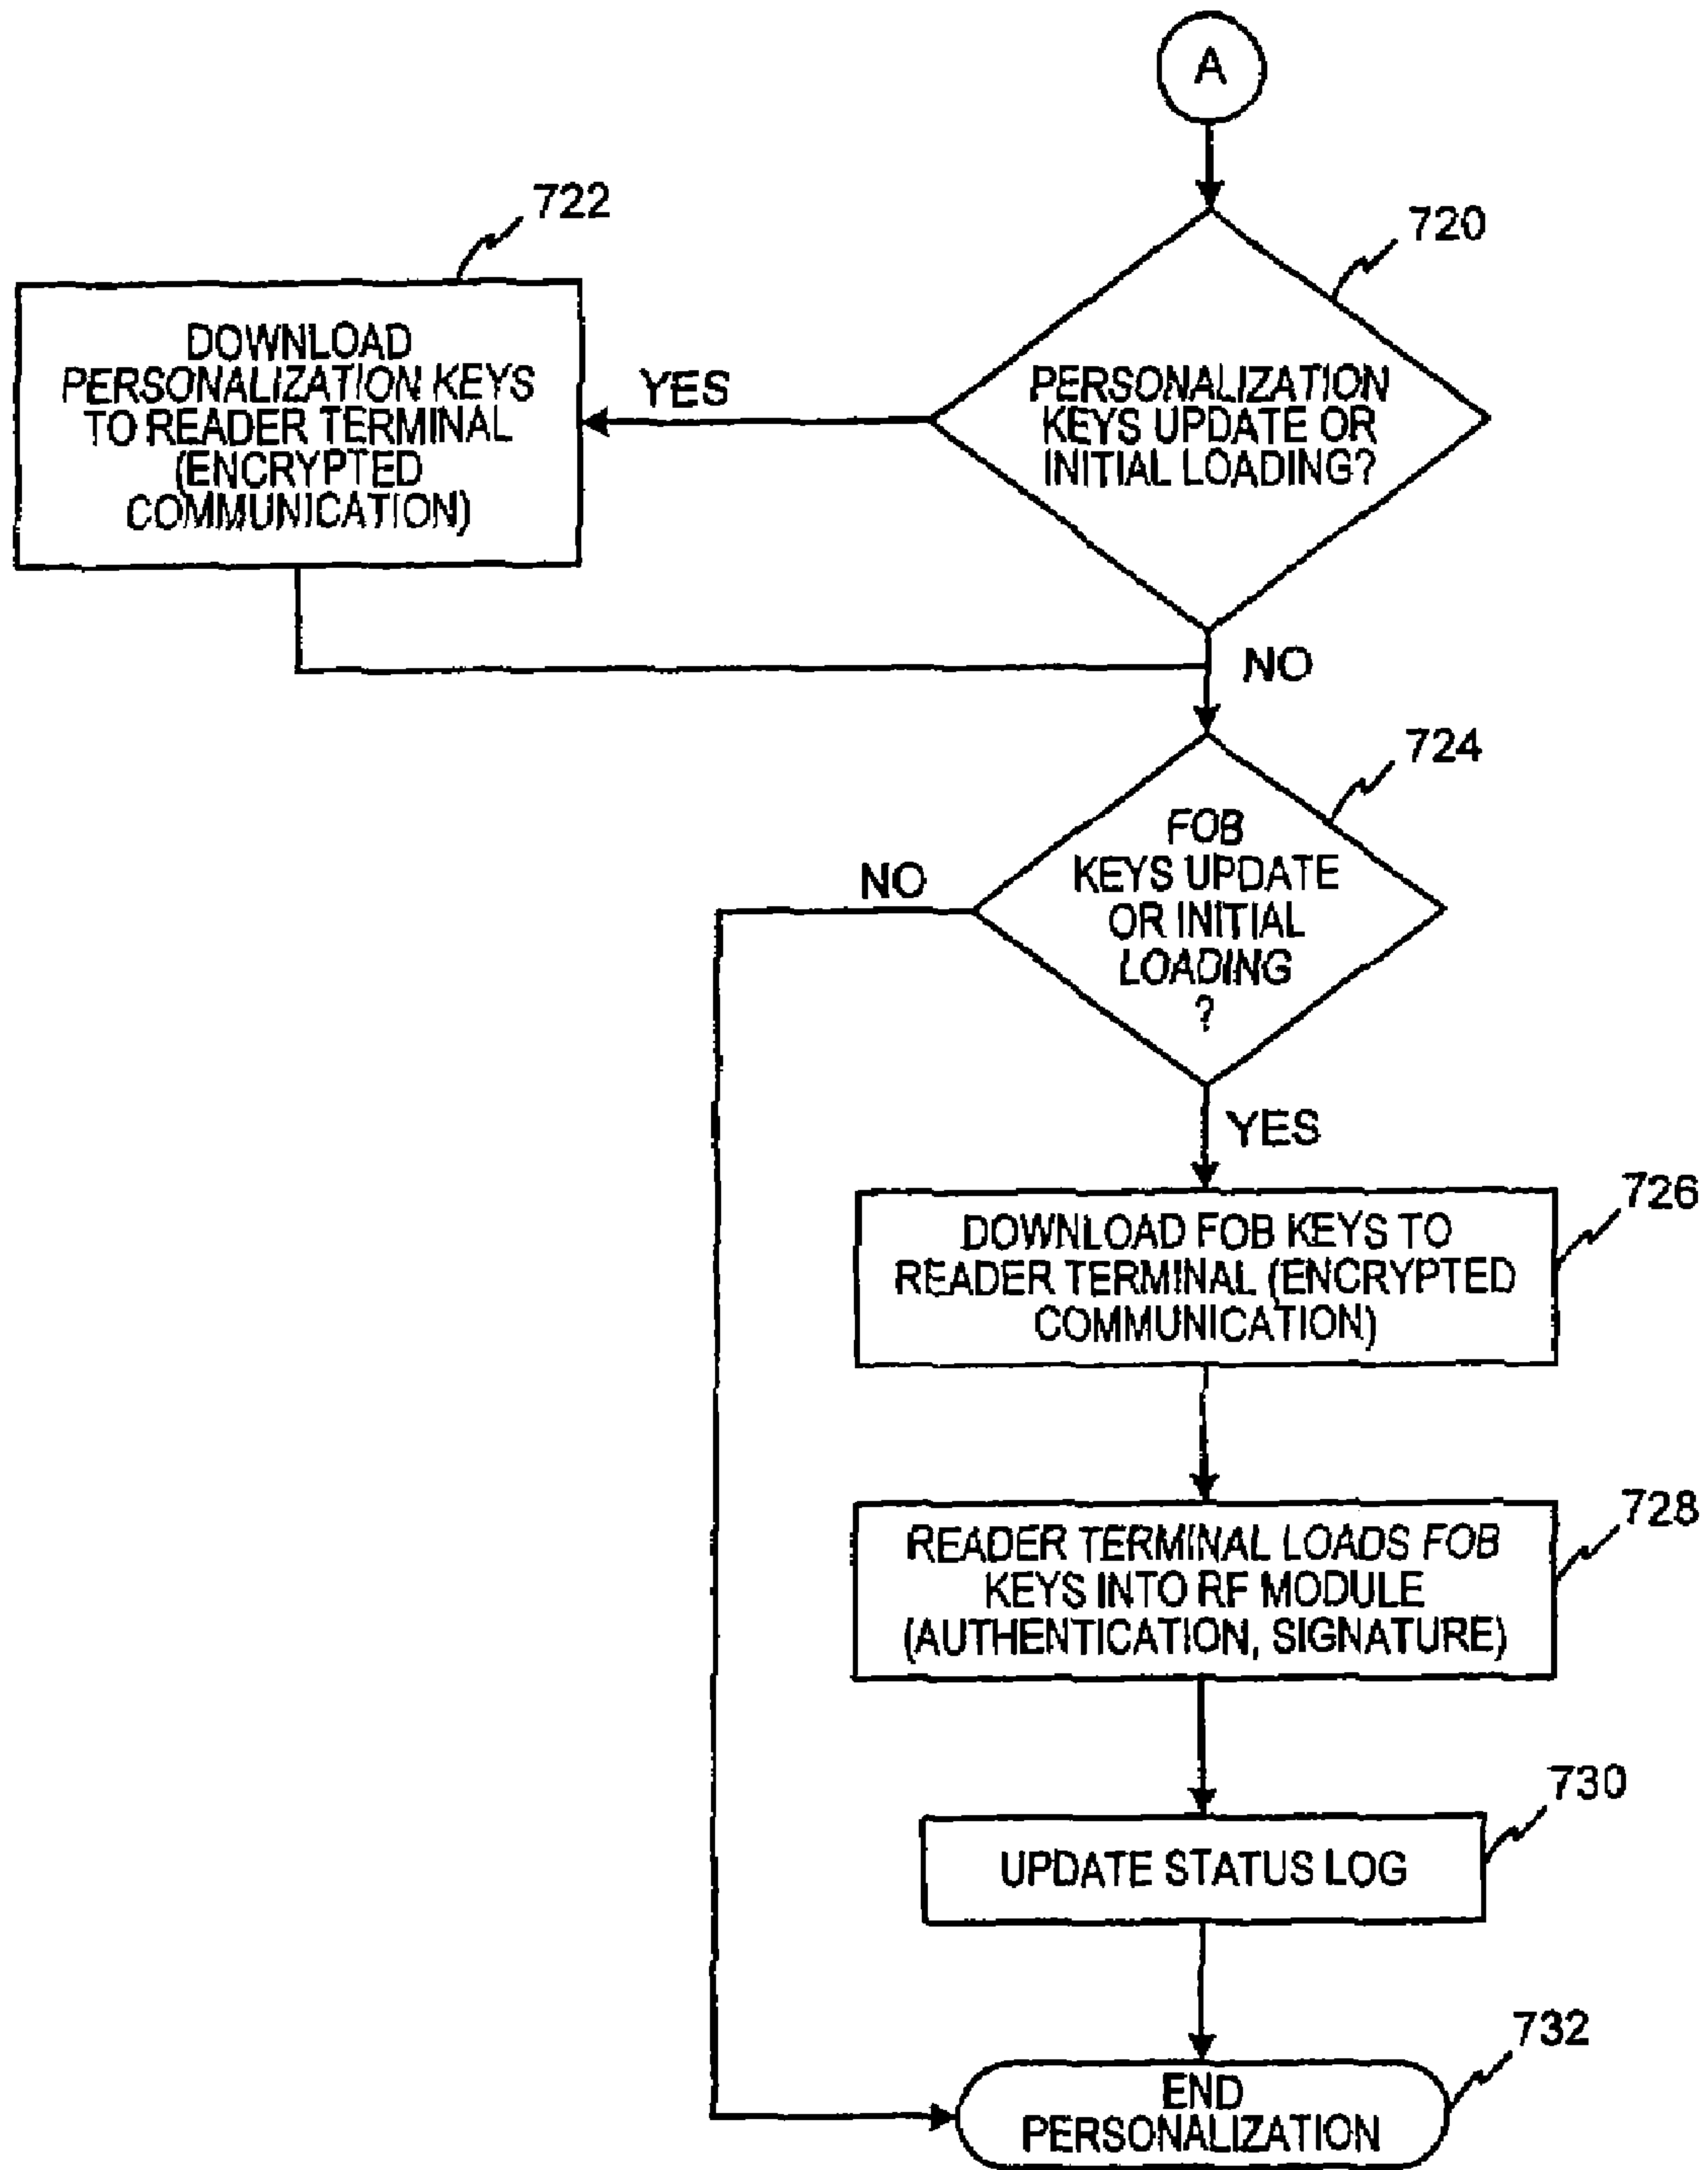 A
720
PERSONALIZATION
KEYS UPDATE OR
INITIAL LOADING?
YES
722
DOWNLOAD
PERSONALIZATION KEYS
TO READER TERMINAL
(ENCRYPTED
COMMUNICATION)
NO
724
FOB
KEYS UPDATE
OR INITIAL
LOADING
?
NO
YES
726
DOWNLOAD FOB KEYS TO
READER TERMINAL (ENCRYPTED
COMMUNICATION)
728
READER TERMINAL LOADS FOB
KEYS INTO RF MODULE
(AUTHENTICATION, SIGNATURE)
730
UPDATE STATUS LOG
732
END
PERSONALIZATION